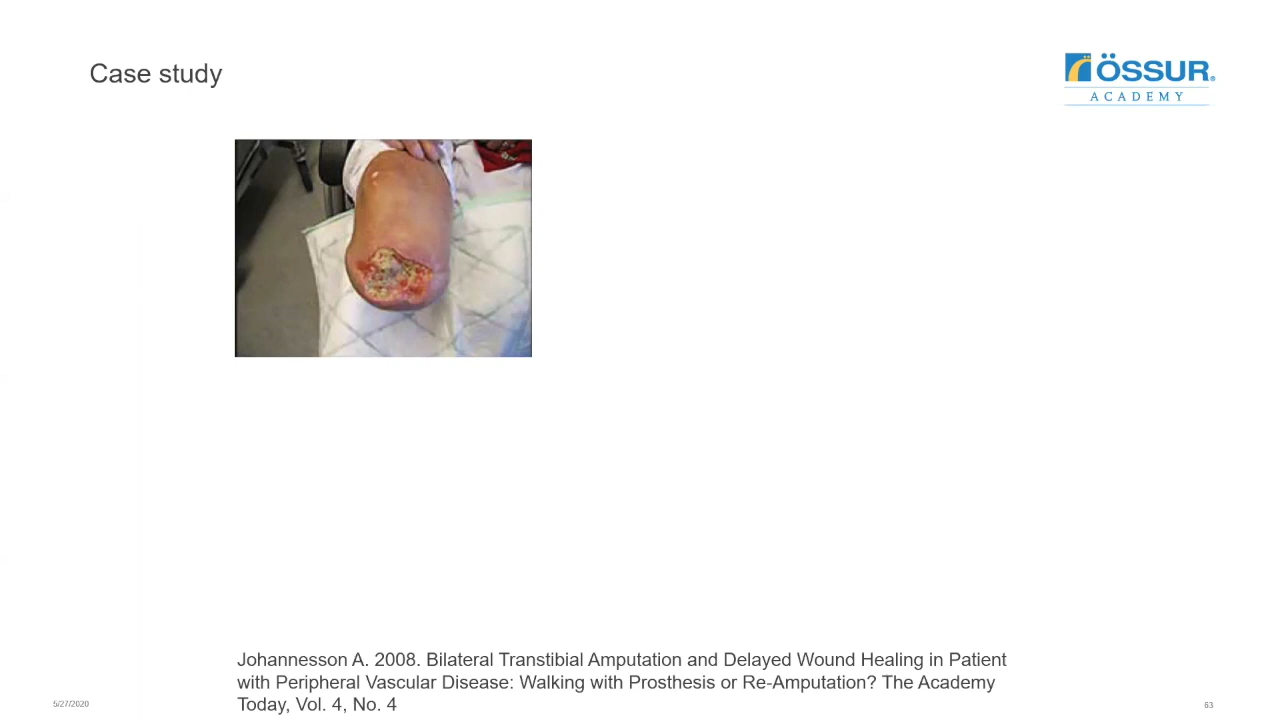 Case study
ÖSSUR®
ACADEMY
Johannesson A. 2008. Bilateral Transtibial Amputation and Delayed Wound Healing in Patient
with Peripheral Vascular Disease: Walking with Prosthesis or Re-Amputation? The Academy
Today, Vol. 4, No. 4
5/27/2020
63